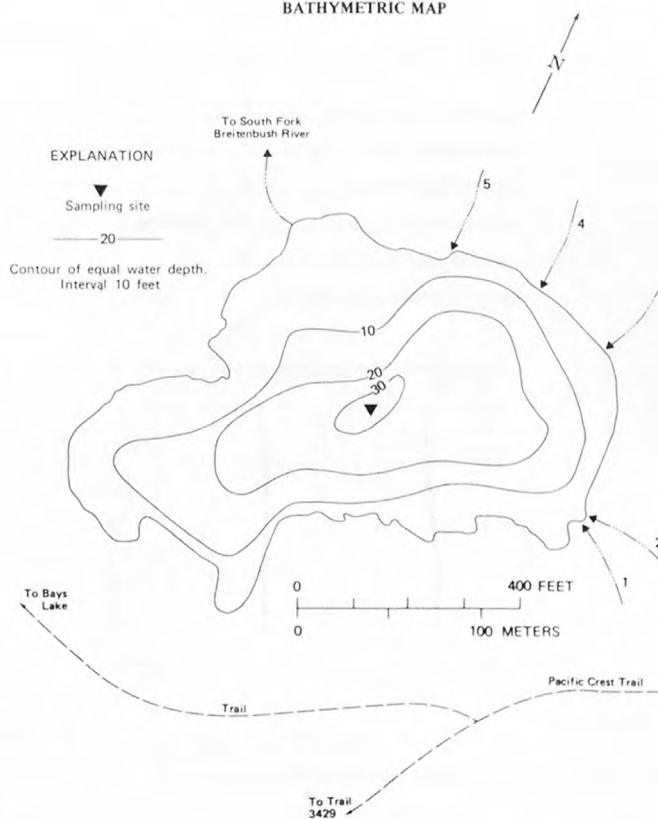 BATHYMETRIC MAP
N
To South Fork
Breitenbush River
EXPLANATION
Sampling site
20
Contour of equal water depth.
Interval 10 feet
5
4
10
20
30
2
1
0 400 FEET
0 100 METERS
To Bays
Lake
Trail
Pacific Crest Trail
To Trail
3429